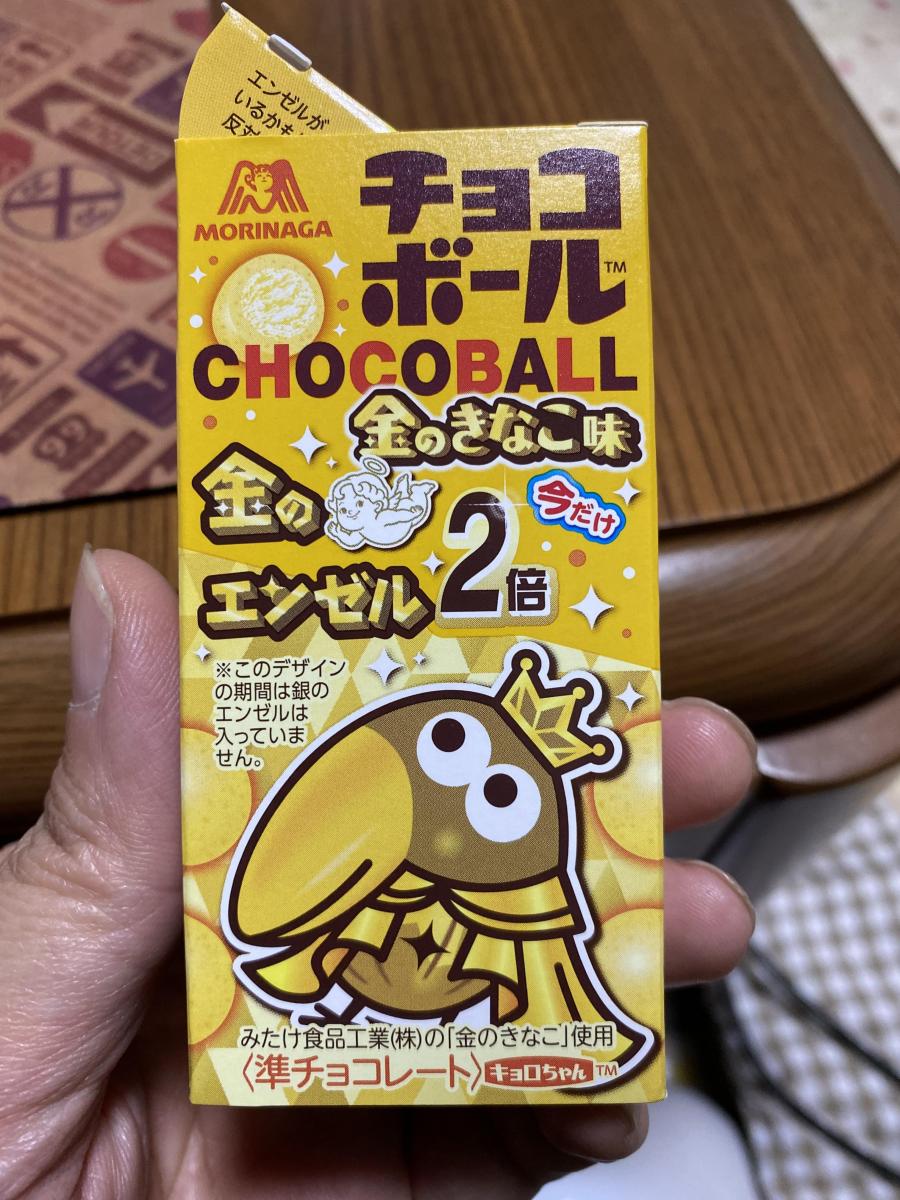 エンゼルが
いるかも
反対
MORINAGA
チョコ
ボール™
CHOCOBALL
金のきなこ味
金の
エンゼル
2倍
今だけ
※このデザイン
の期間は銀の
エンゼルは
入っていま
せん。
みたけ食品工業(株)の「金のきなこ」使用
〈準チョコレート〉
キョロちゃん™